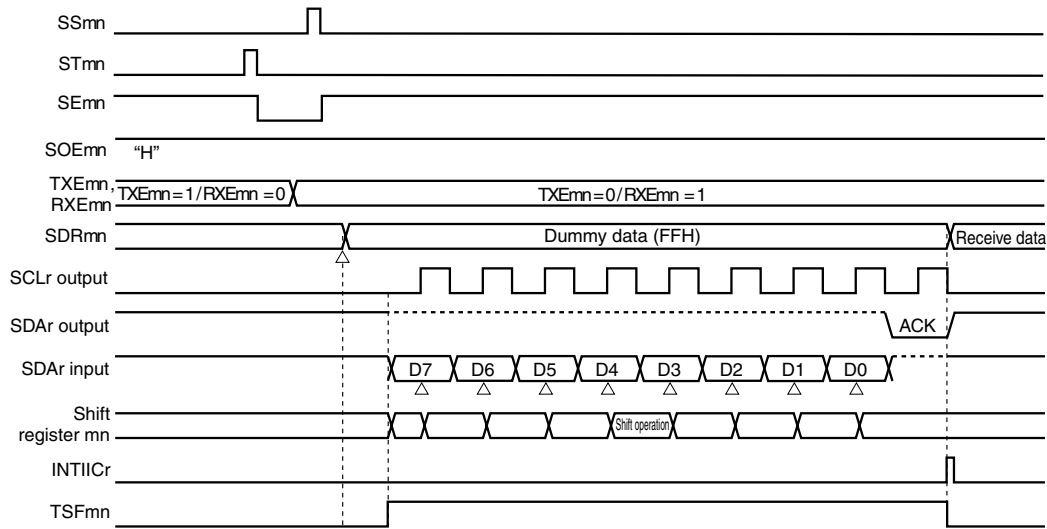 SSmn
STmn
SEmn
SOEmn “H”
TXEmn,
RXEmn
TXEmn=1/RXEmn=0 TXEmn=0/RXEmn=1
SDRmn Dummy data (FFH) Receive data
SCLr output
SDAr output ACK
SDAr input D7 D6 D5 D4 D3 D2 D1 D0
Shift
register mn Shift operation
INTIICr
TSFmn